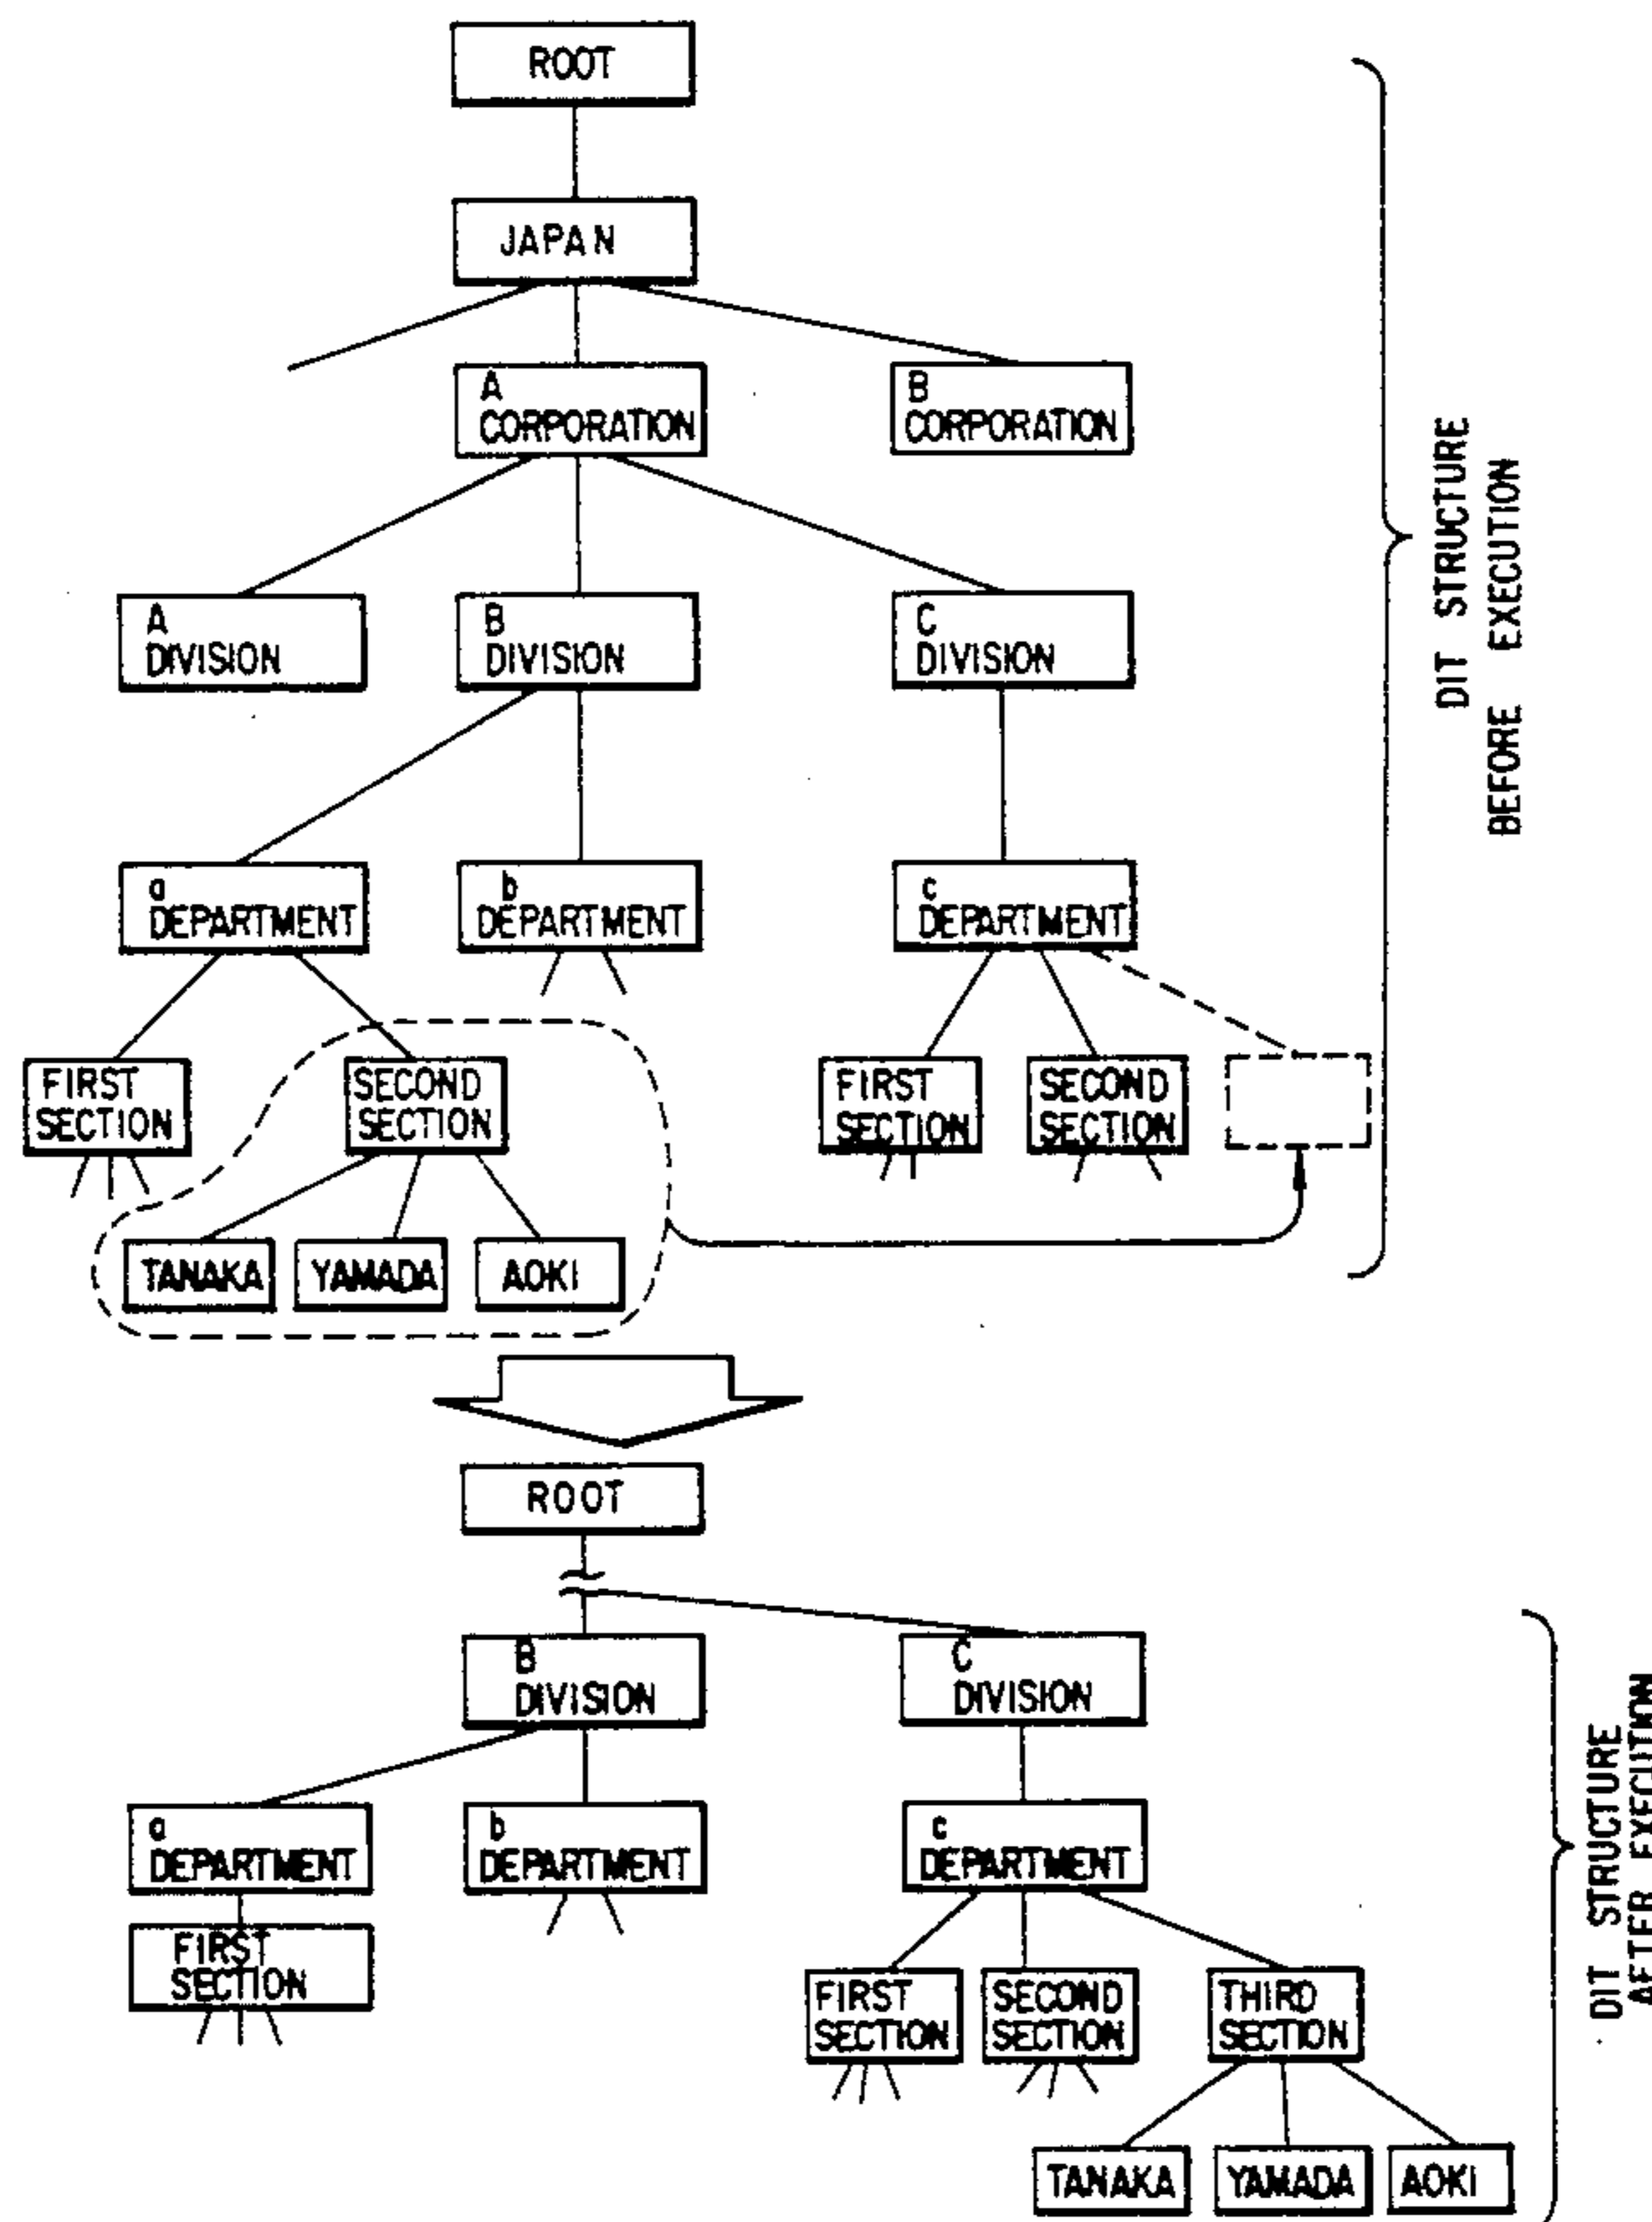 ROOT
JAPAN
A
CORPORATION
B
CORPORATION
A
DIVISION
B
DIVISION
C
DIVISION
a
DEPARTMENT
b
DEPARTMENT
c
DEPARTMENT
FIRST
SECTION
SECOND
SECTION
FIRST
SECTION
SECOND
SECTION
TANAKA
YAMADA
AOKI
DIT STRUCTURE
BEFORE EXECUTION
ROOT
B
DIVISION
C
DIVISION
a
DEPARTMENT
b
DEPARTMENT
c
DEPARTMENT
FIRST
SECTION
FIRST
SECTION
SECOND
SECTION
THIRD
SECTION
TANAKA
YAMADA
AOKI
DIT STRUCTURE
AFTER EXECUTION